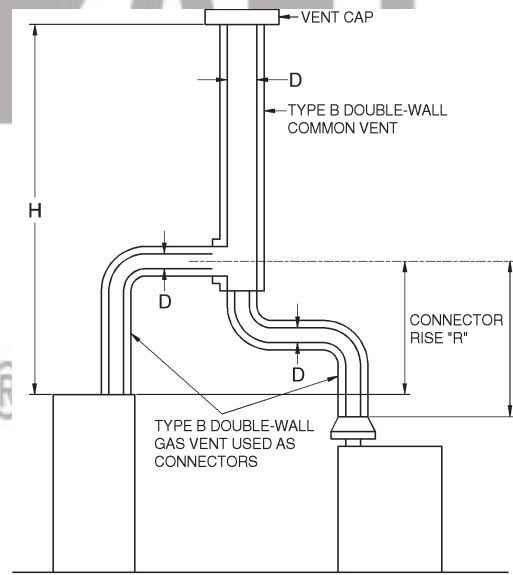 VENT CAP
D
TYPE B DOUBLE-WALL
COMMON VENT
H
D
CONNECTOR
RISE "R"
D
TYPE B DOUBLE-WALL
GAS VENT USED AS
CONNECTORS
®